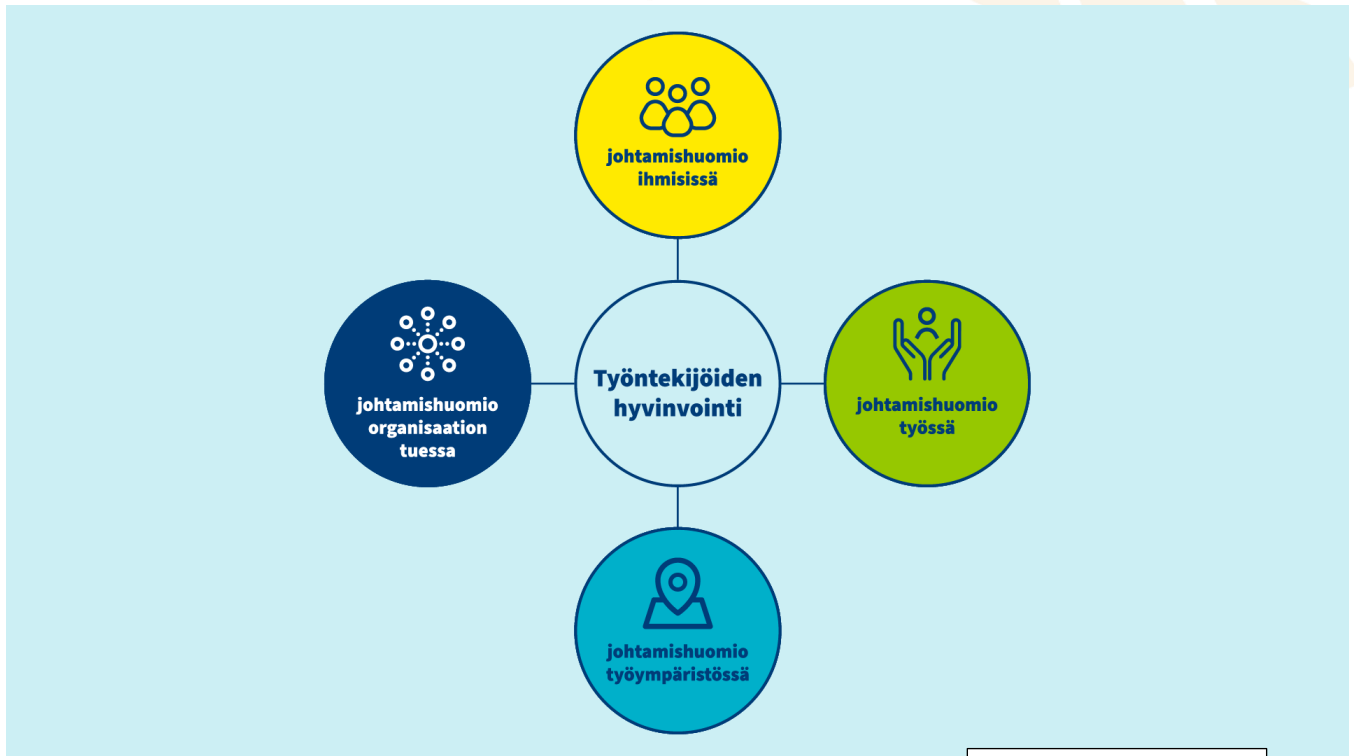 johtamishuomio
ihmisissä
johtamishuomio
organisaation
tuessa
Työntekijöiden
hyvinvointi
johtamishuomio
työssä
johtamishuomio
työympäristössä